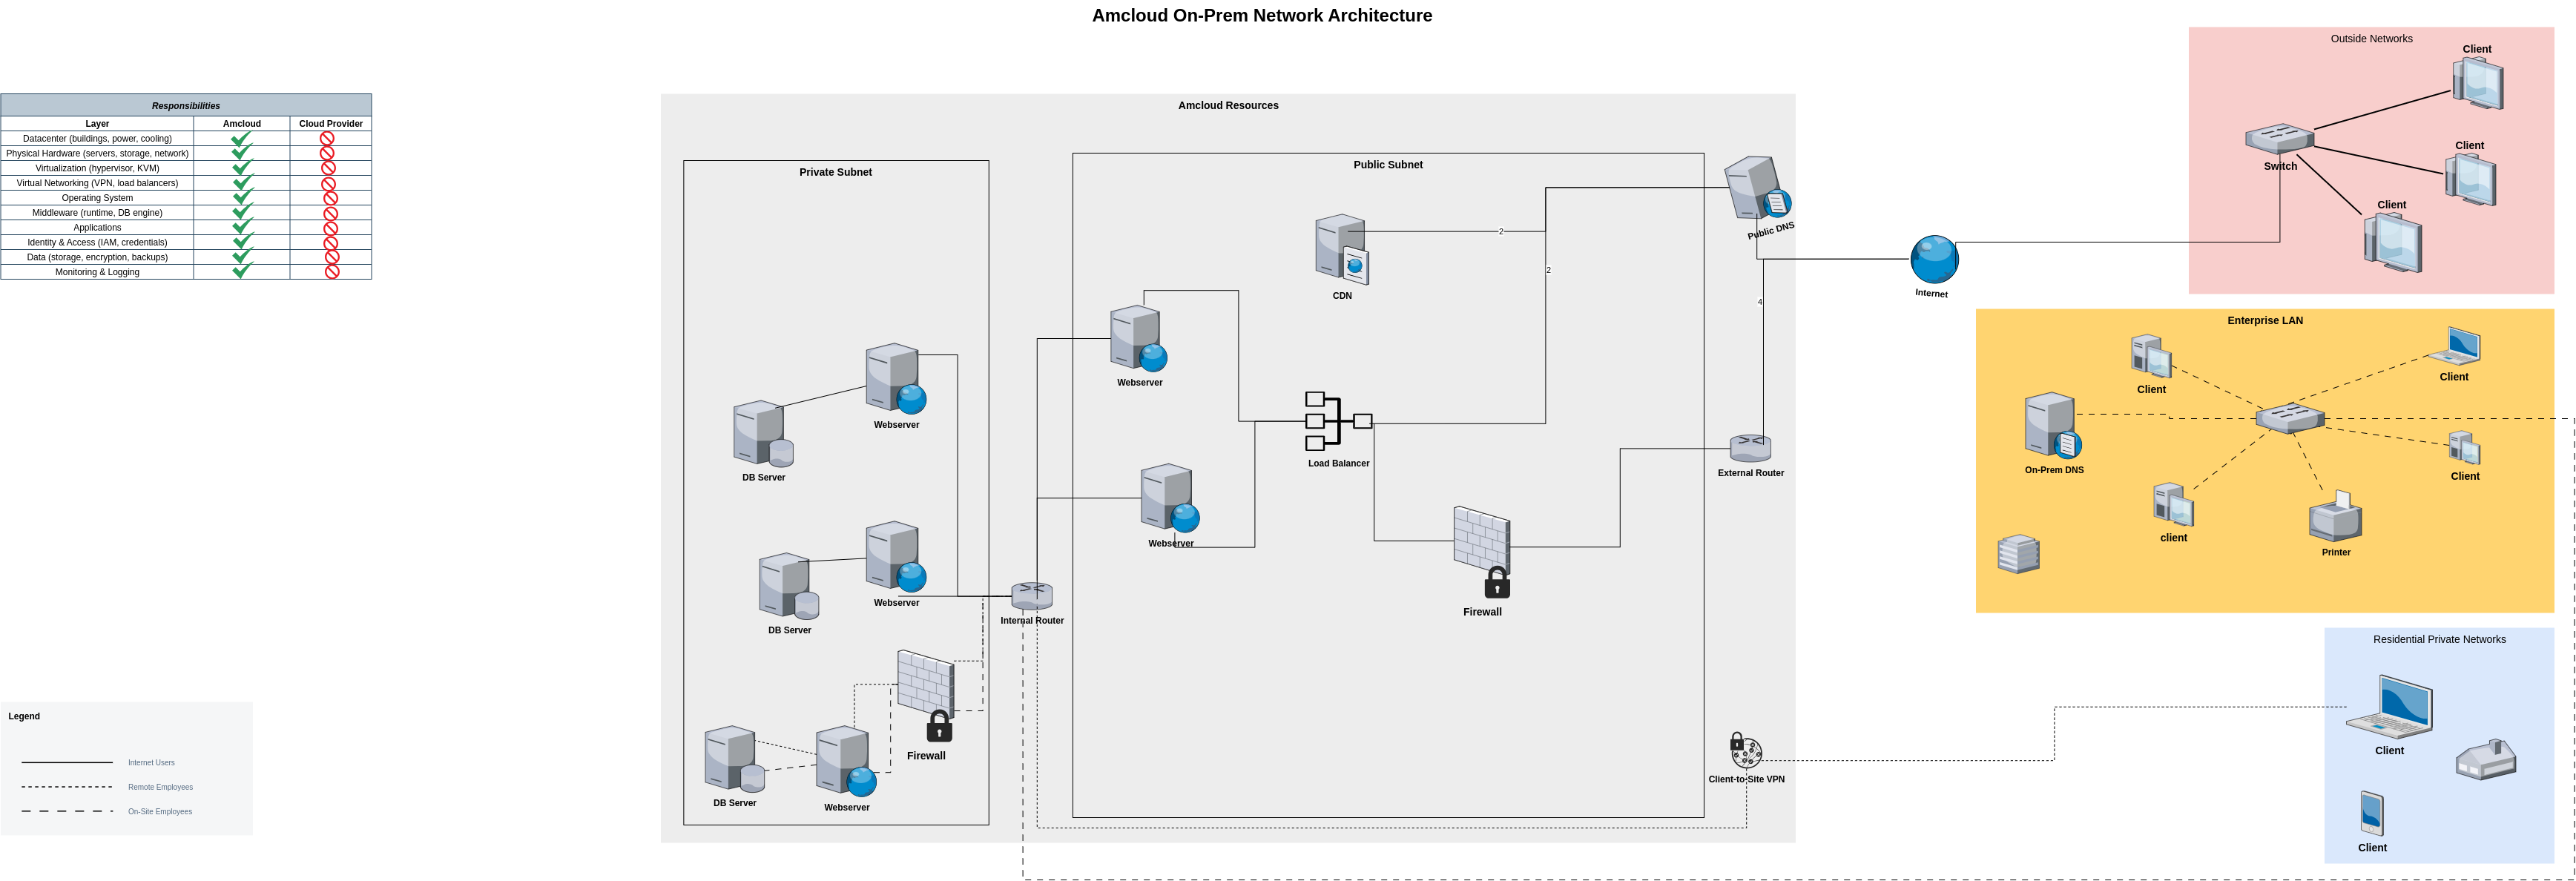 Amcloud On-Prem Network Architecture
Responsibilities
Layer Amcloud Cloud Provider
Datacenter (buildings, power, cooling)
Physical Hardware (servers, storage, network)
Virtualization (hypervisor, KVM)
Virtual Networking (VPN, load balancers)
Operating System
Middleware (runtime, DB engine)
Applications
Identity & Access (IAM, credentials)
Data (storage, encryption, backups)
Monitoring & Logging
Legend
Internet Users
Remote Employees
On-Site Employees
Amcloud Resources
Private Subnet
Webserver
DB Server
Webserver
DB Server
Firewall
DB Server
Webserver
Internal Router
Public Subnet
CDN
2
2
Webserver
Load Balancer
Webserver
Firewall
Public DNS
4
External Router
Client-to-Site VPN
Internet
Outside Networks
Client
Client
Switch
Client
Enterprise LAN
Client
Client
On-Prem DNS
Client
client
Printer
Residential Private Networks
Client
Client